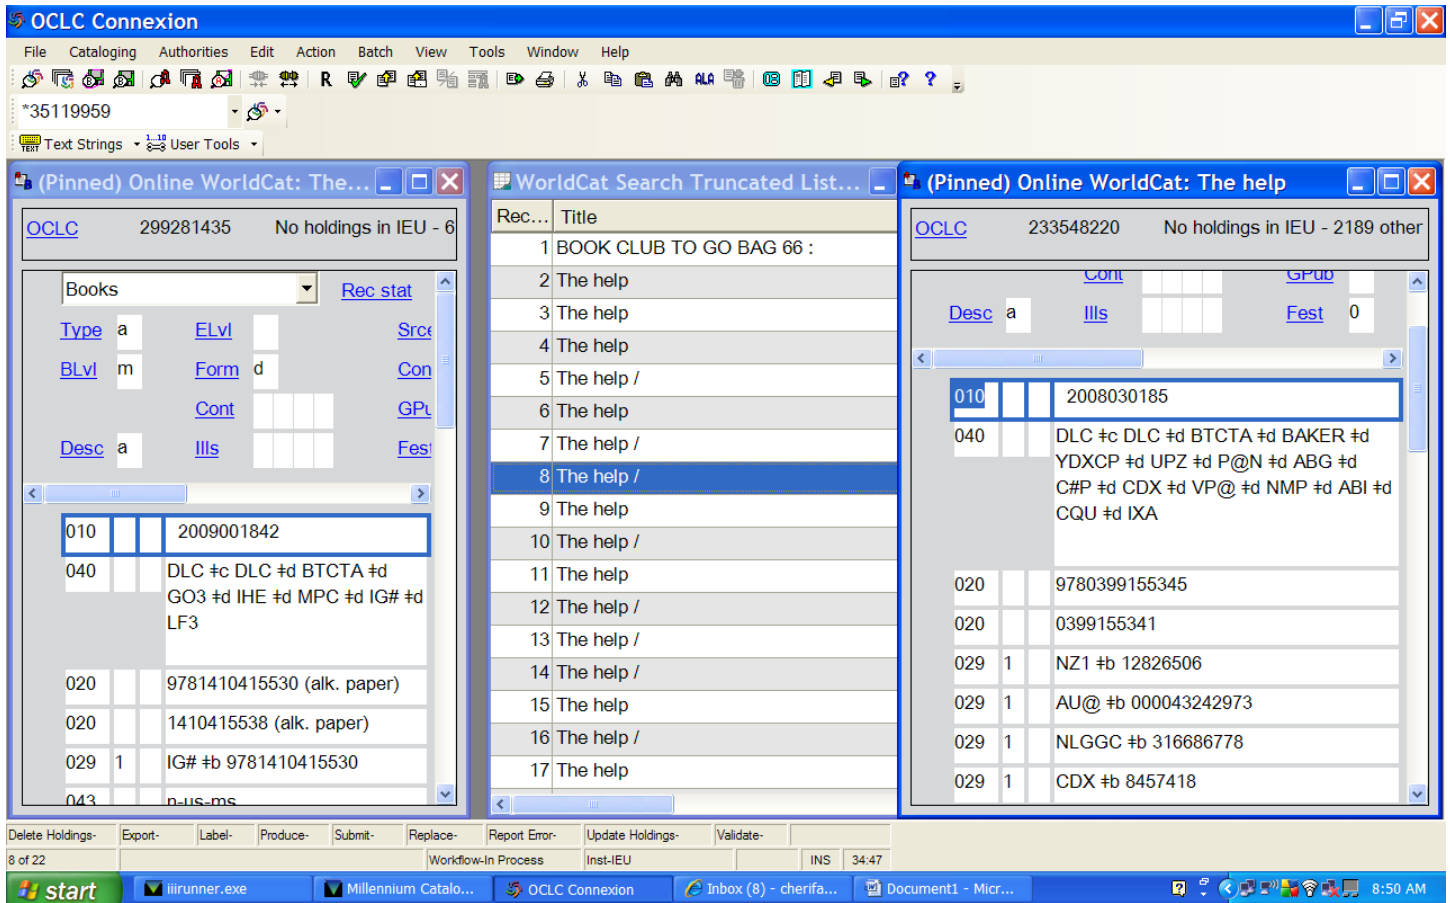 OCLC Connexion
File Cataloging Authorities Edit Action Batch View Tools Window Help
*35119959
Text Strings User Tools
(Pinned) Online WorldCat: The...
OCLC 299281435 No holdings in IEU - 6
Books Rec stat
Type a ELvl Srce
BLvl m Form d Con
Cont GPu
Desc a Ills Fest
010 2009001842
040 DLC ‡c DLC ‡d BTCTA ‡d
GO3 ‡d IHE ‡d MPC ‡d IG# ‡d
LF3
020 9781410415530 (alk. paper)
020 1410415538 (alk. paper)
029 1 IG# ‡b 9781410415530
043 n-us-ms
WorldCat Search Truncated List...
Rec... Title
1 BOOK CLUB TO GO BAG 66 :
2 The help
3 The help
4 The help
5 The help /
6 The help
7 The help /
8 The help /
9 The help
10 The help /
11 The help
12 The help /
13 The help /
14 The help /
15 The help
16 The help /
17 The help
(Pinned) Online WorldCat: The help
OCLC 233548220 No holdings in IEU - 2189 other
Cont GPub
Desc a Ills Fest 0
010 2008030185
040 DLC ‡c DLC ‡d BTCTA ‡d BAKER ‡d
YDXCP ‡d UPZ ‡d P@N ‡d ABG ‡d
C#P ‡d CDX ‡d VP@ ‡d NMP ‡d ABI ‡d
CQU ‡d IXA
020 9780399155345
020 0399155341
029 1 NZ1 ‡b 12826506
029 1 AU@ ‡b 000043242973
029 1 NLGGC ‡b 316686778
029 1 CDX ‡b 8457418
Delete Holdings- Export- Label- Produce- Submit- Replace- Report Error- Update Holdings- Validate-
8 of 22 Workflow-In Process Inst-IEU INS 34:47
start iiirunner.exe Millennium Catalo... OCLC Connexion Inbox (8) - cherifa... Document1 - Micr... 8:50 AM